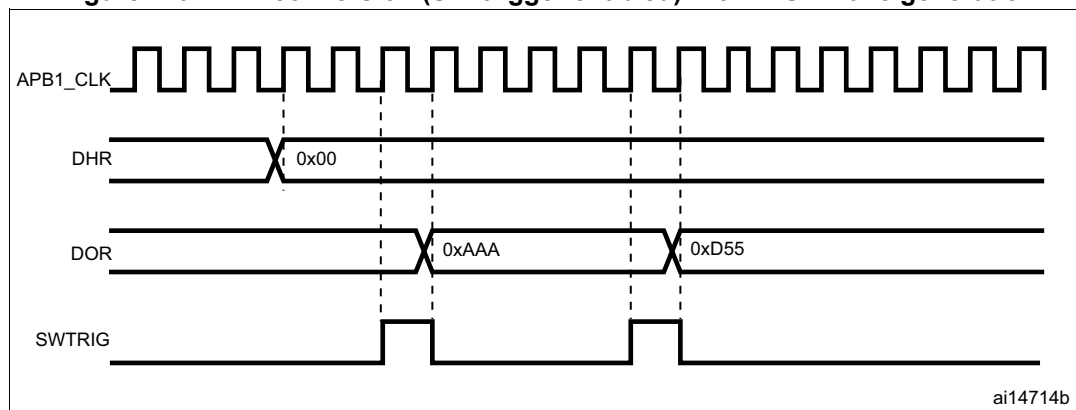 APB1_CLK
DHR
0x00
DOR
0xAAA
0xD55
SWTRIG
ai14714b